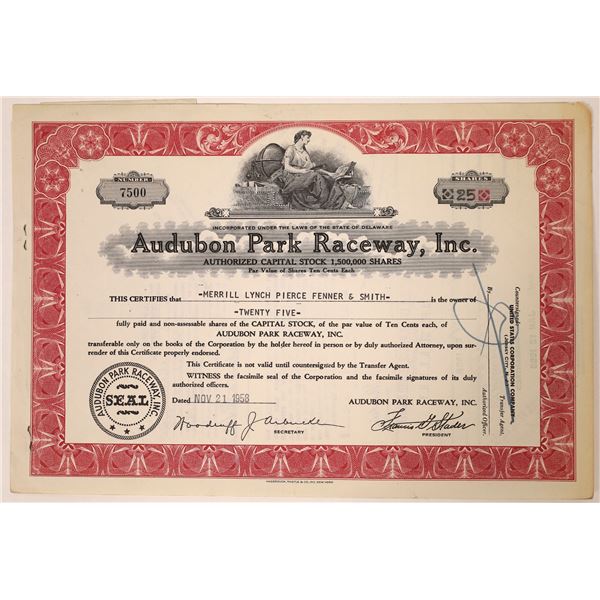 NUMBER
7500
SHARES
25
INCORPORATED UNDER THE LAWS OF THE STATE OF DELAWARE
Audubon Park Raceway, Inc.
AUTHORIZED CAPITAL STOCK 1,500,000 SHARES
Par Value of Shares Ten Cents Each
THIS CERTIFIES that -MERRILL LYNCH PIERCE FENNER & SMITH- is the owner of
-TWENTY FIVE-
fully paid and non-assessable shares of the CAPITAL STOCK, of the par value of Ten Cents each, of
AUDUBON PARK RACEWAY, INC.
transferable only on the books of the Corporation by the holder hereof in person or by duly authorized Attorney, upon sur-
render of this Certificate properly endorsed.
This Certificate is not valid until countersigned by the Transfer Agent.
WITNESS the facsimile seal of the Corporation and the facsimile signatures of its duly
authorized officers.
Dated NOV 21 1958
AUDUBON PARK RACEWAY, INC.
Woodruff J. Arbuckle
SECRETARY
Francis G. Stader
PRESIDENT
AUDUBON PARK RACEWAY, INC.
SEAL
Countersigned
UNITED STATES CORPORATION COMPANY
Transfer Agent
By
Authorized Officer.